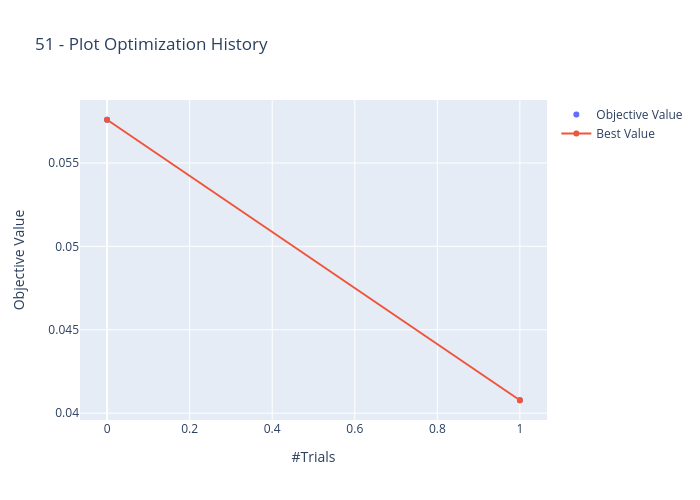 51 - Plot Optimization History
Objective Value
Best Value
0.055
0.05
0.045
0.04
Objective Value
0
0.2
0.4
0.6
0.8
1
#Trials